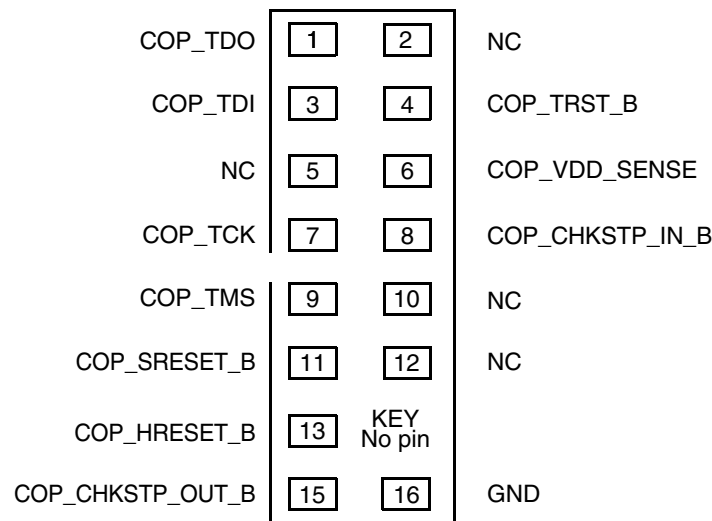 COP_TDO 1 2 NC
COP_TDI 3 4 COP_TRST_B
NC 5 6 COP_VDD_SENSE
COP_TCK 7 8 COP_CHKSTP_IN_B
COP_TMS 9 10 NC
COP_SRESET_B 11 12 NC
COP_HRESET_B 13 KEY
No pin
COP_CHKSTP_OUT_B 15 16 GND